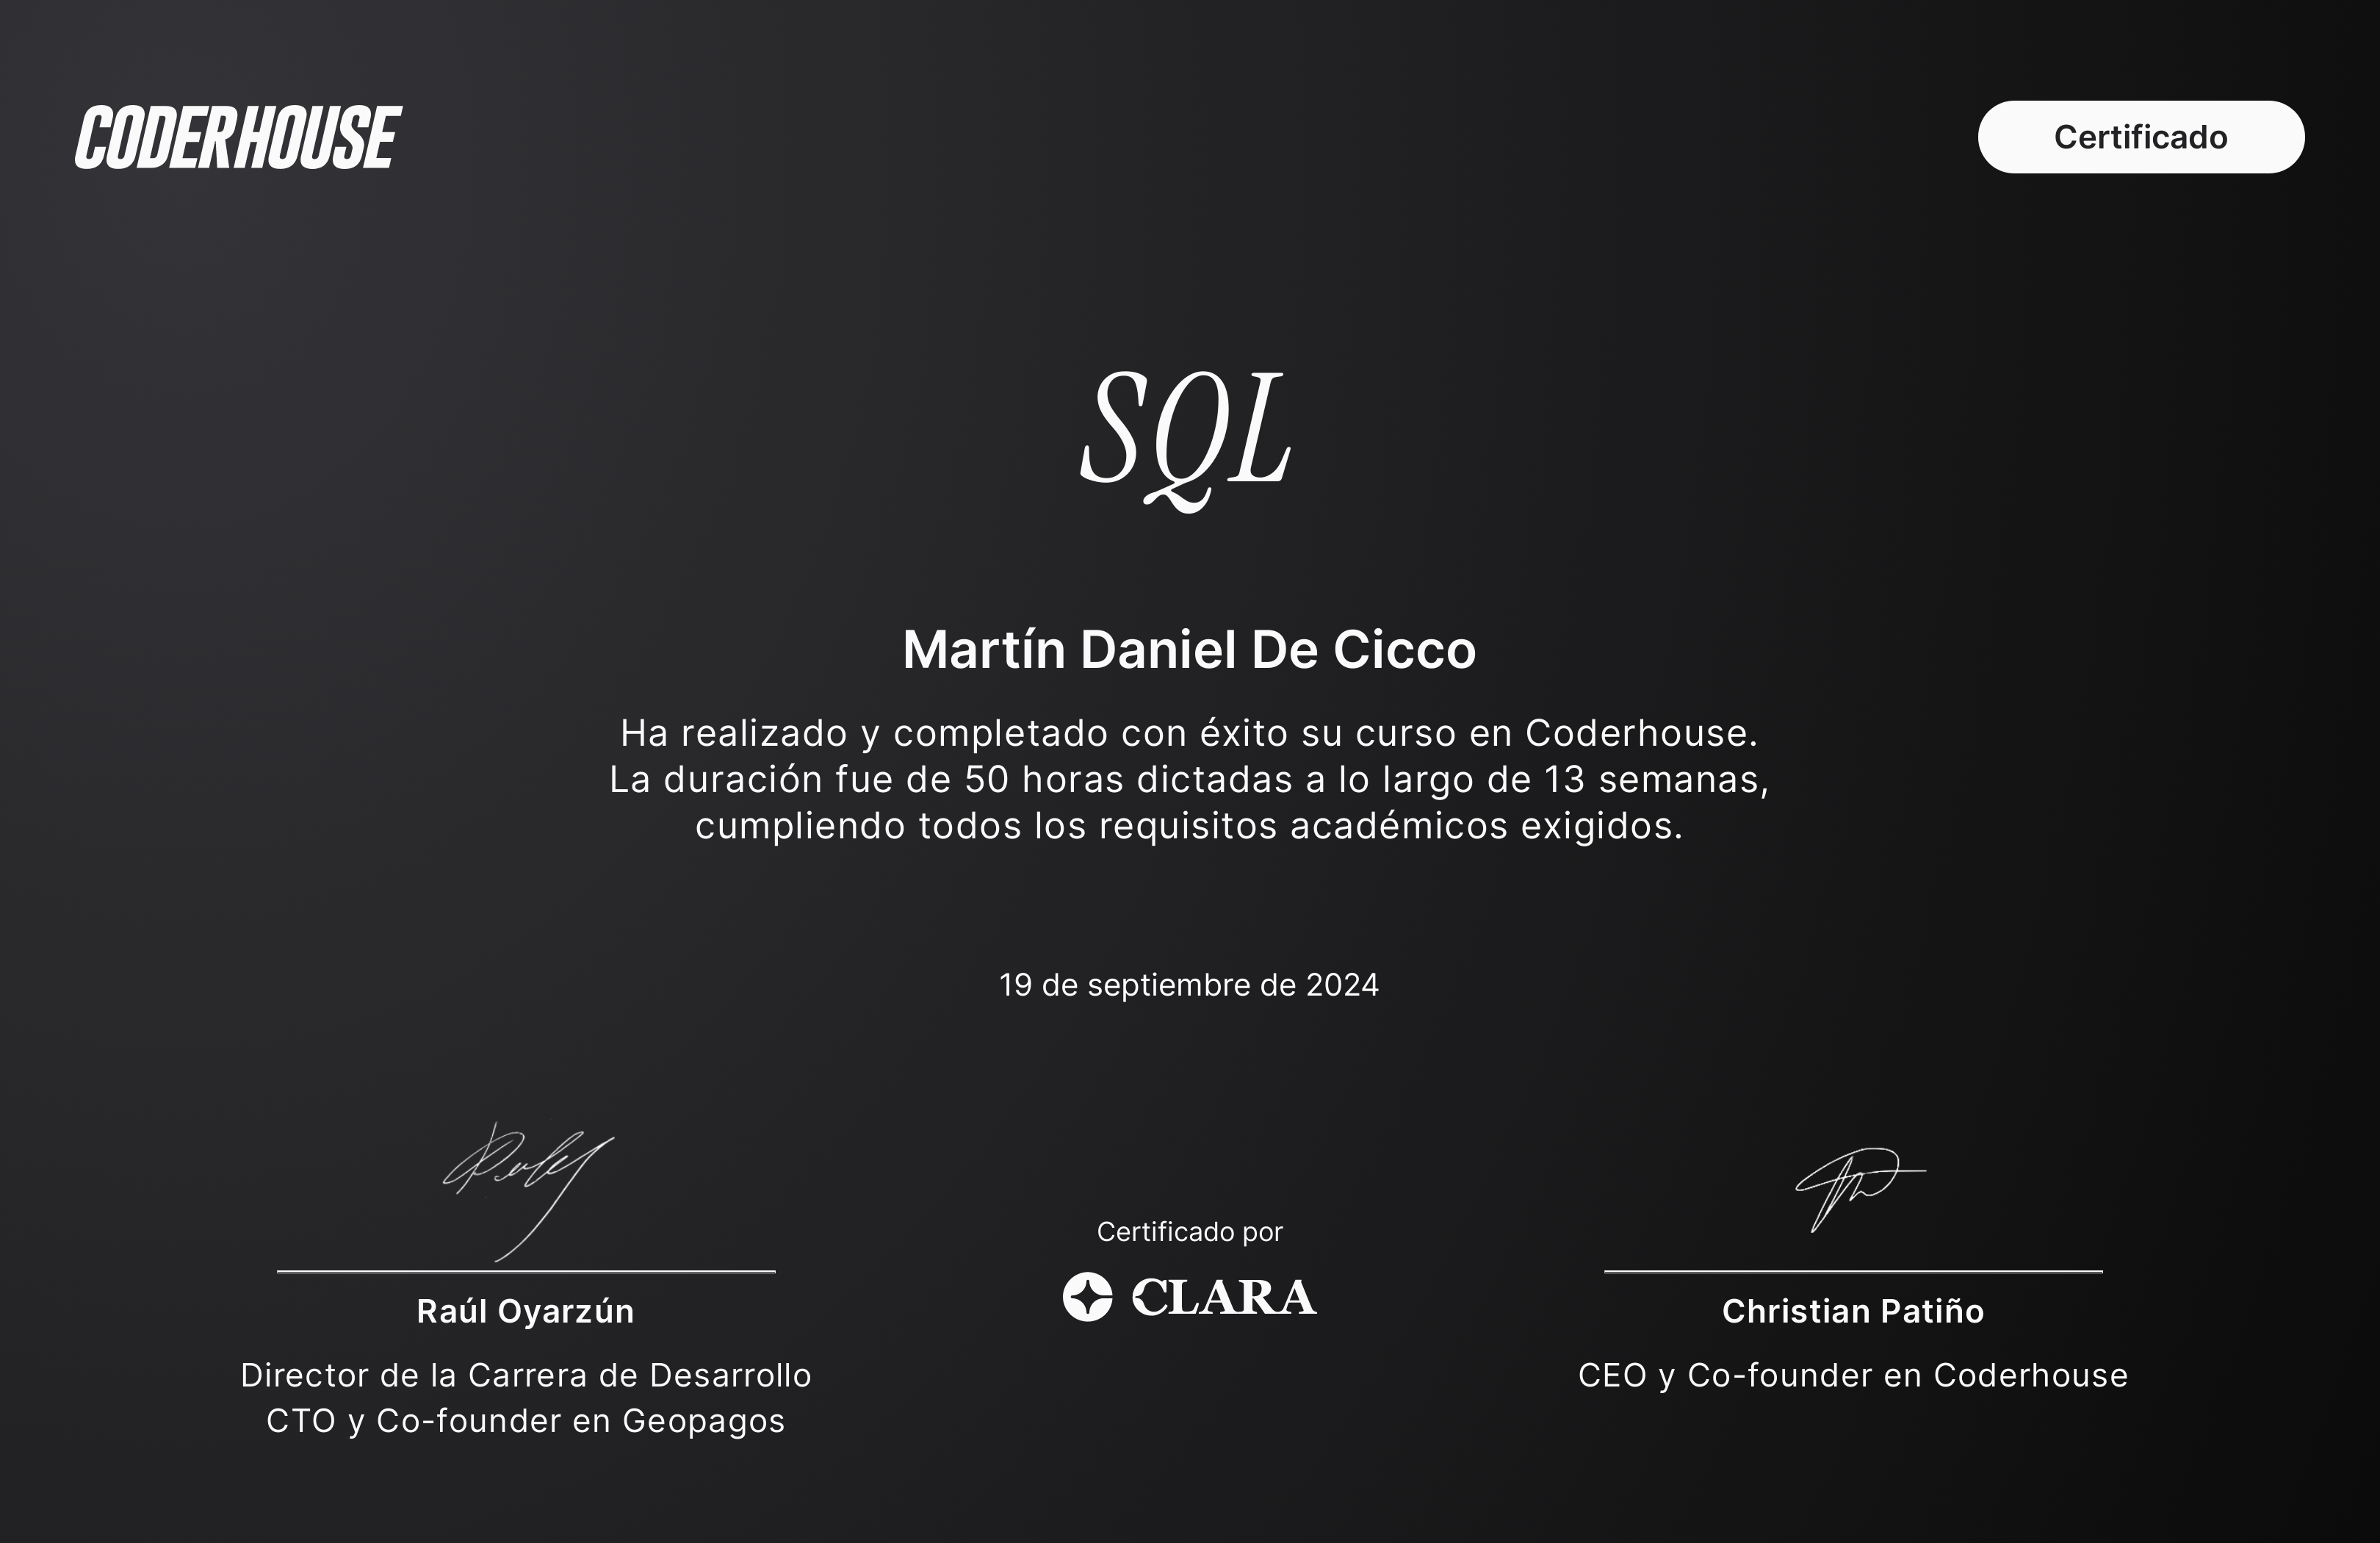 CODERHOUSE
Certificado
SQL
Martín Daniel De Cicco
Ha realizado y completado con éxito su curso en Coderhouse.
La duración fue de 50 horas dictadas a lo largo de 13 semanas,
cumpliendo todos los requisitos académicos exigidos.
19 de septiembre de 2024
Certificado por
CLARA
Raúl Oyarzún
Director de la Carrera de Desarrollo
CTO y Co-founder en Geopagos
Christian Patiño
CEO y Co-founder en Coderhouse